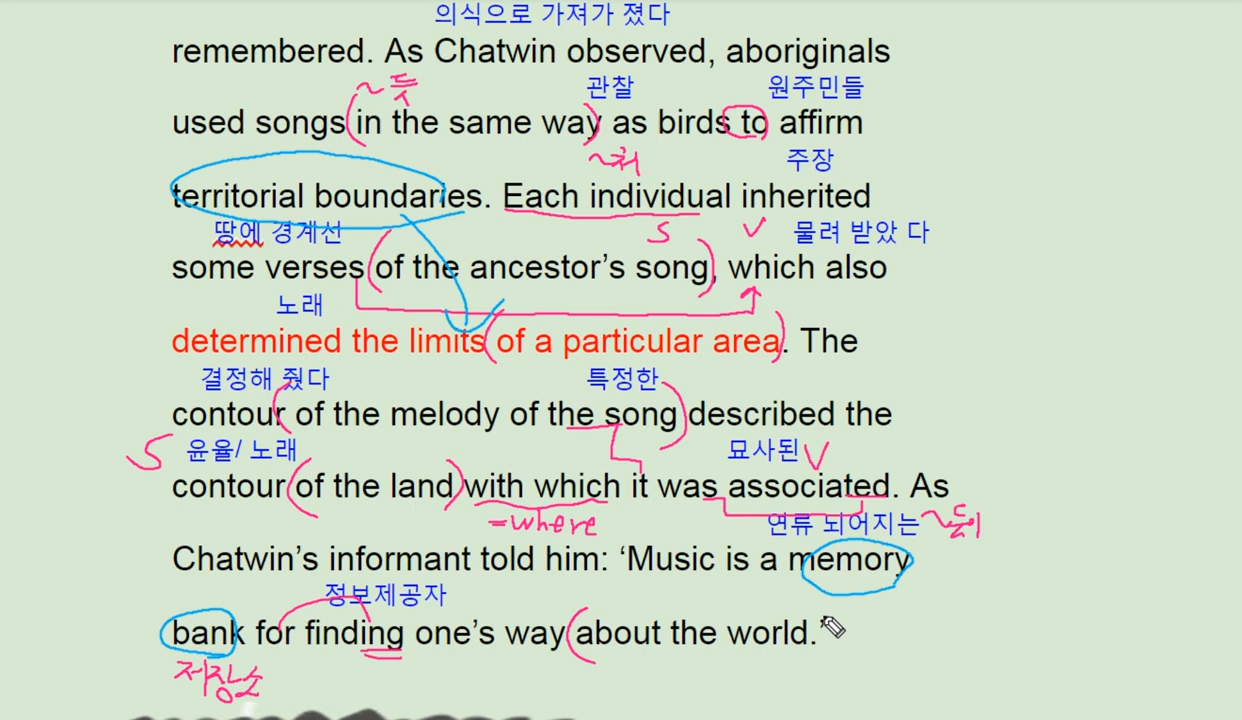 의식으로 가져가 졌다
remembered. As Chatwin observed, aboriginals
~듯 관찰 원주민들
used songs in the same way as birds to affirm
~처 주장
territorial boundaries. Each individual inherited
땅에 경계선 S V 물려 받았 다
some verses of the ancestor's song, which also
노래
determined the limits of a particular area. The
결정해 줬다 특정한
contour of the melody of the song described the
S 윤율/ 노래 묘사된 V
contour of the land with which it was associated. As
=where 연류 되어지는 ~듯이
Chatwin's informant told him: ‘Music is a memory
정보제공자
bank for finding one's way about the world.
저장소